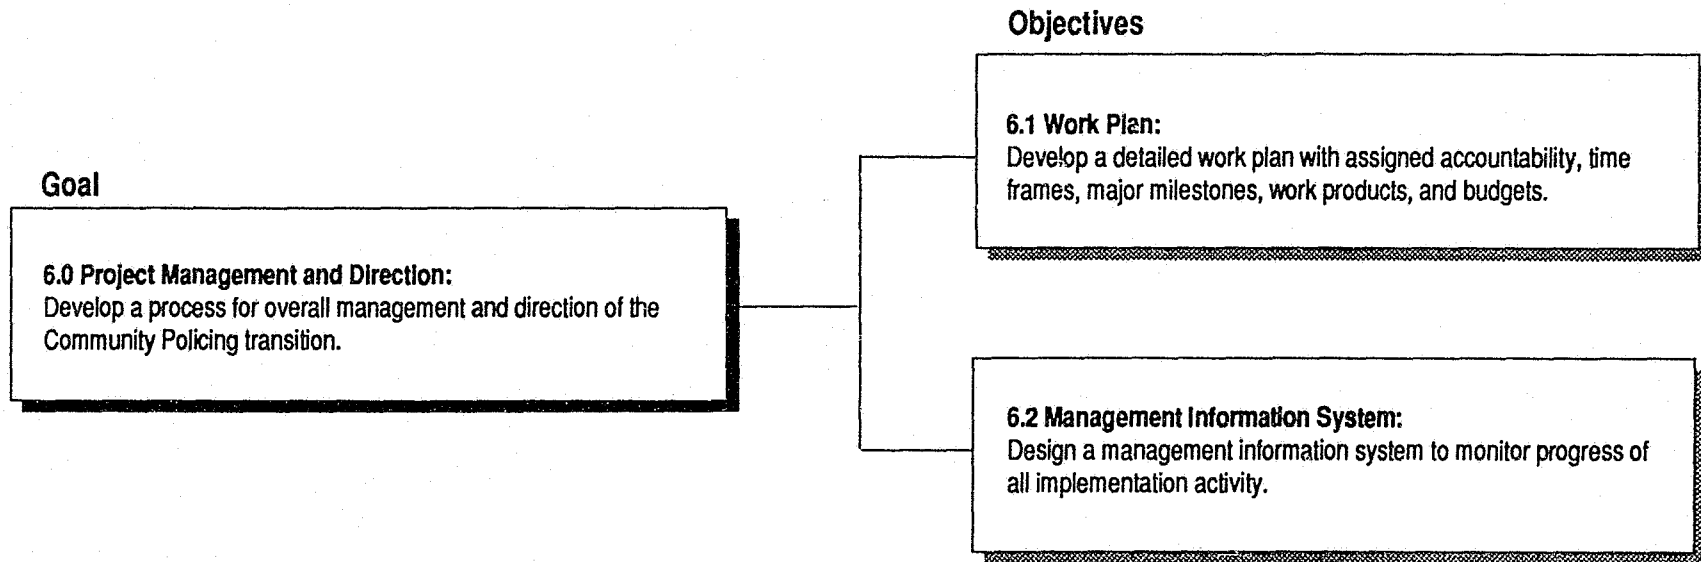 Objectives
6.1 Work Plan:
Develop a detailed work plan with assigned accountability, time
frames, major milestones, work products, and budgets.
Goal
6.0 Project Management and Direction:
Develop a process for overall management and direction of the
Community Policing transition.
6.2 Management Information System:
Design a management information system to monitor progress of
all implementation activity.